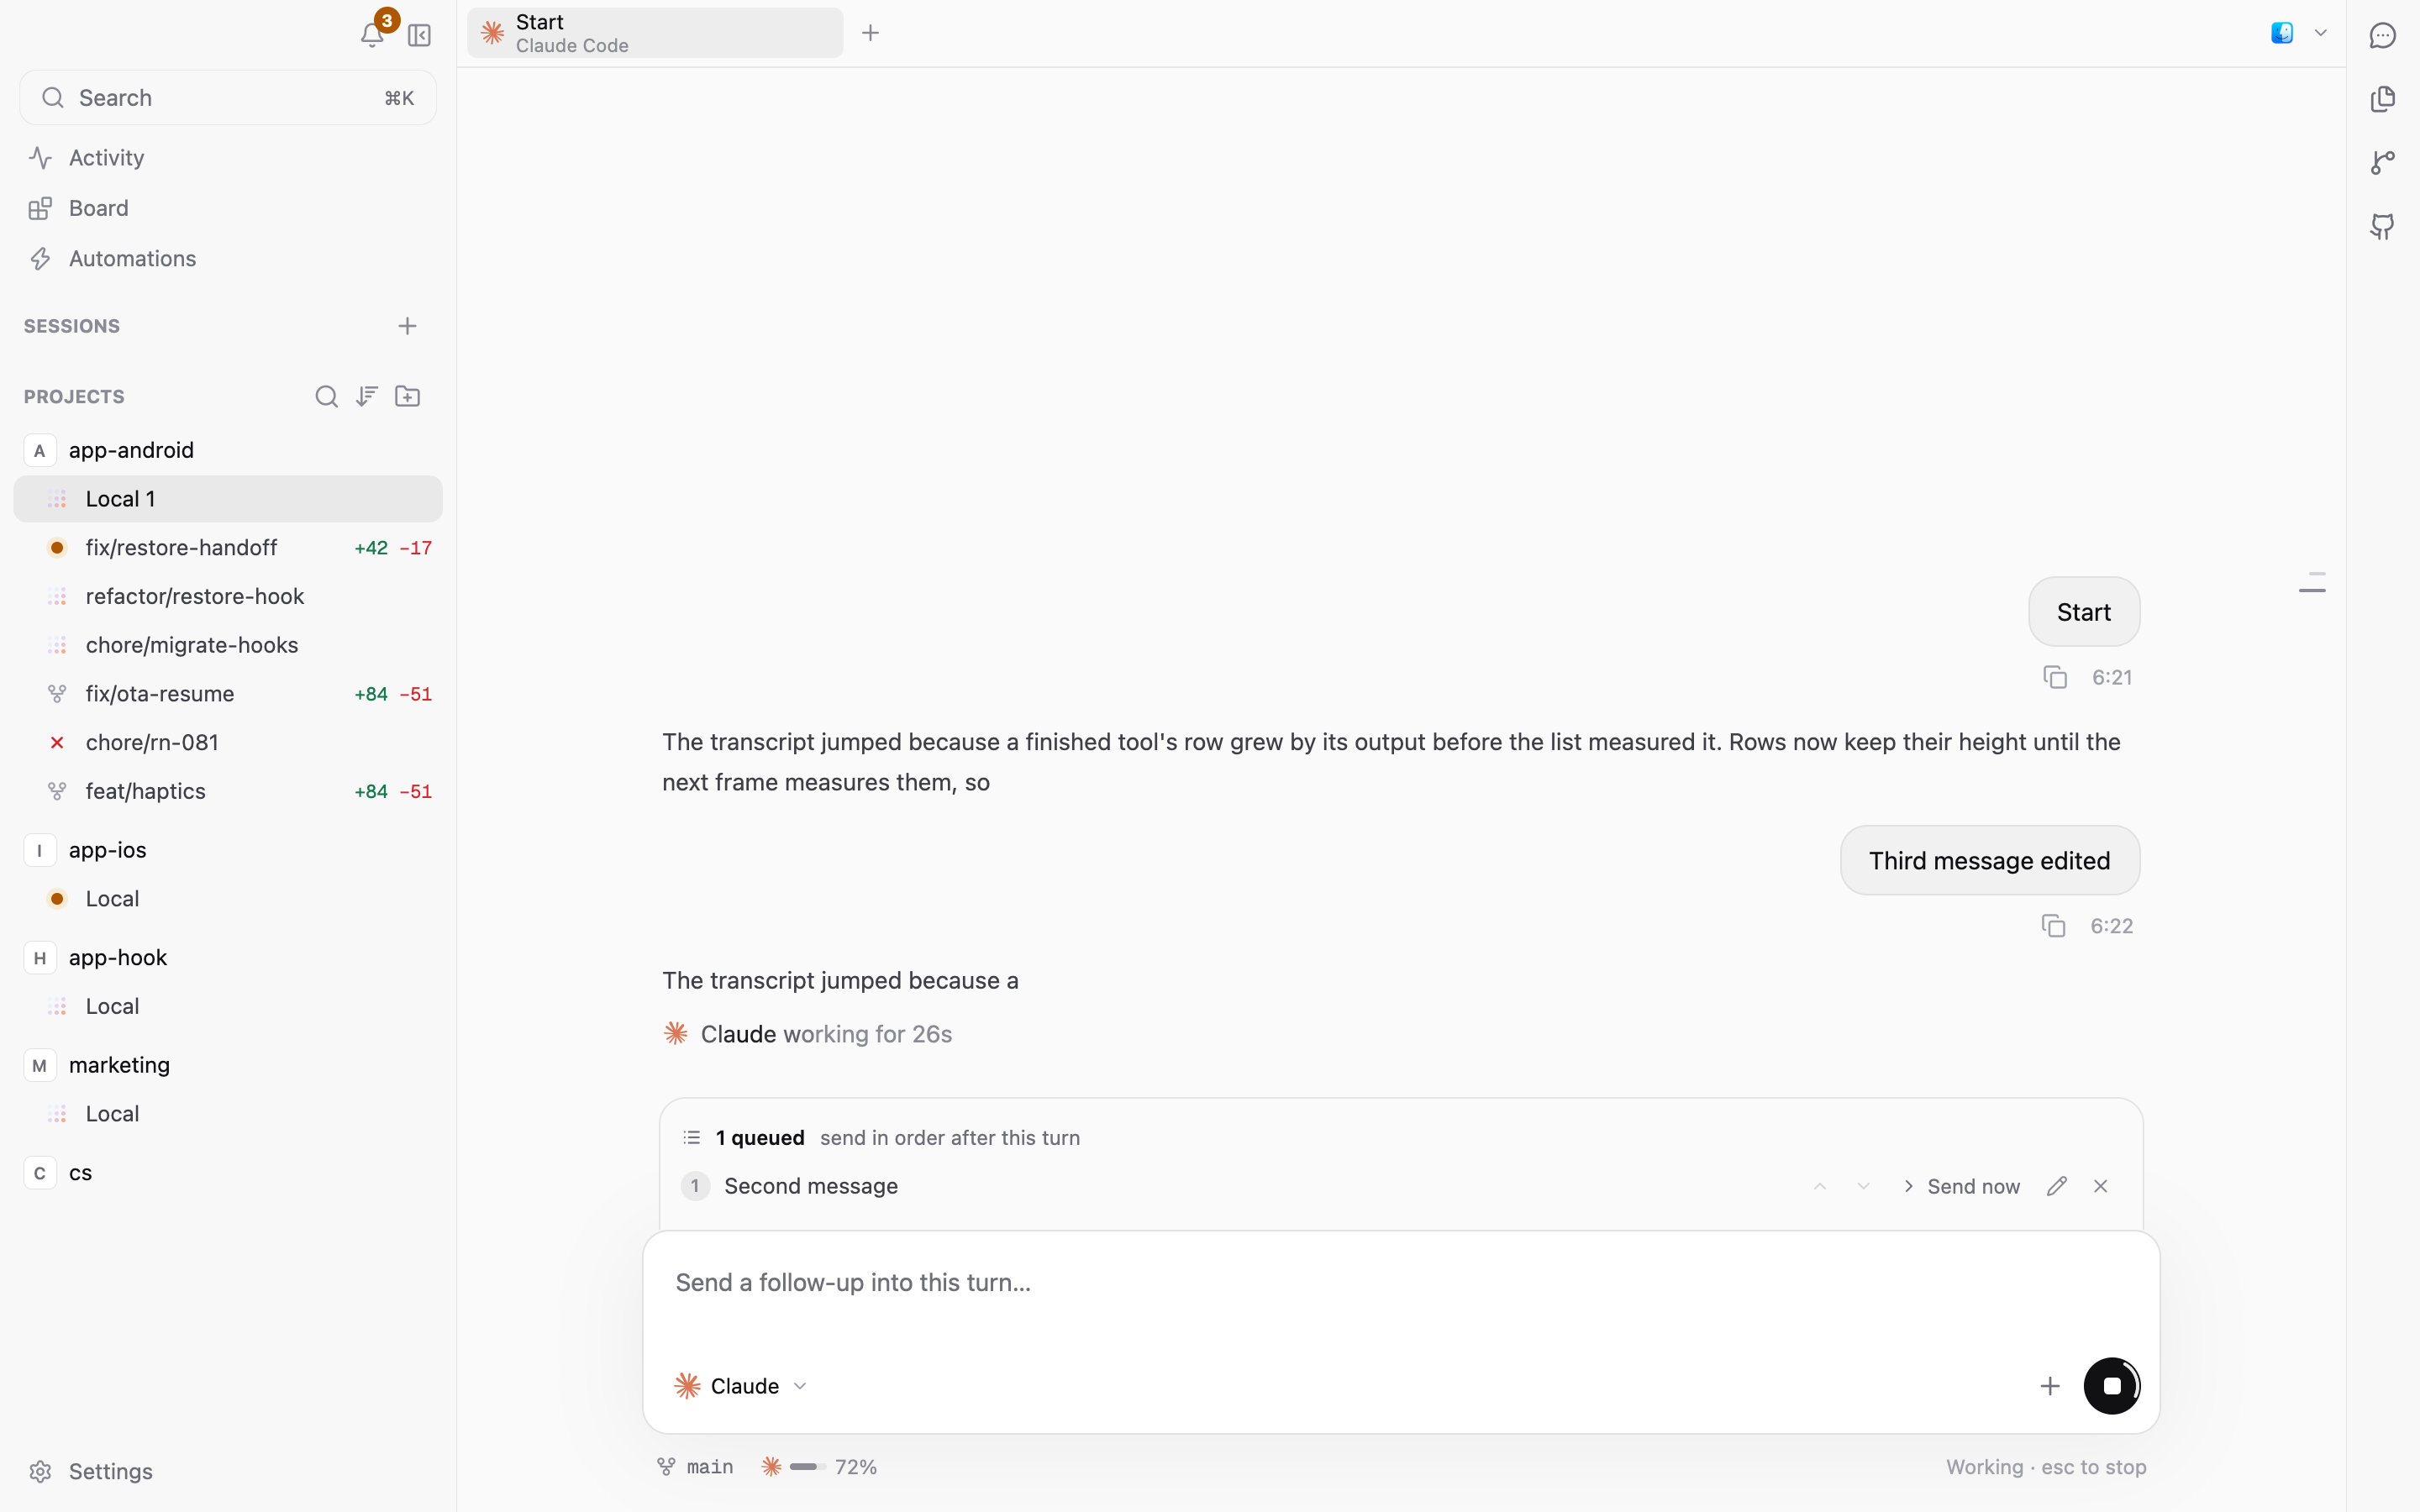 3
Search ⌘K
Activity
Board
Automations
SESSIONS
PROJECTS
A app-android
Local 1
fix/restore-handoff +42 −17
refactor/restore-hook
chore/migrate-hooks
fix/ota-resume +84 −51
chore/rn-081
feat/haptics +84 −51
I app-ios
Local
H app-hook
Local
M marketing
Local
C cs
Settings
Start
Claude Code
Start
6:21
The transcript jumped because a finished tool's row grew by its output before the list measured it. Rows now keep their height until the
next frame measures them, so
Third message edited
6:22
The transcript jumped because a
Claude working for 26s
1 queued send in order after this turn
1 Second message Send now
Send a follow-up into this turn...
Claude
main 72% Working · esc to stop